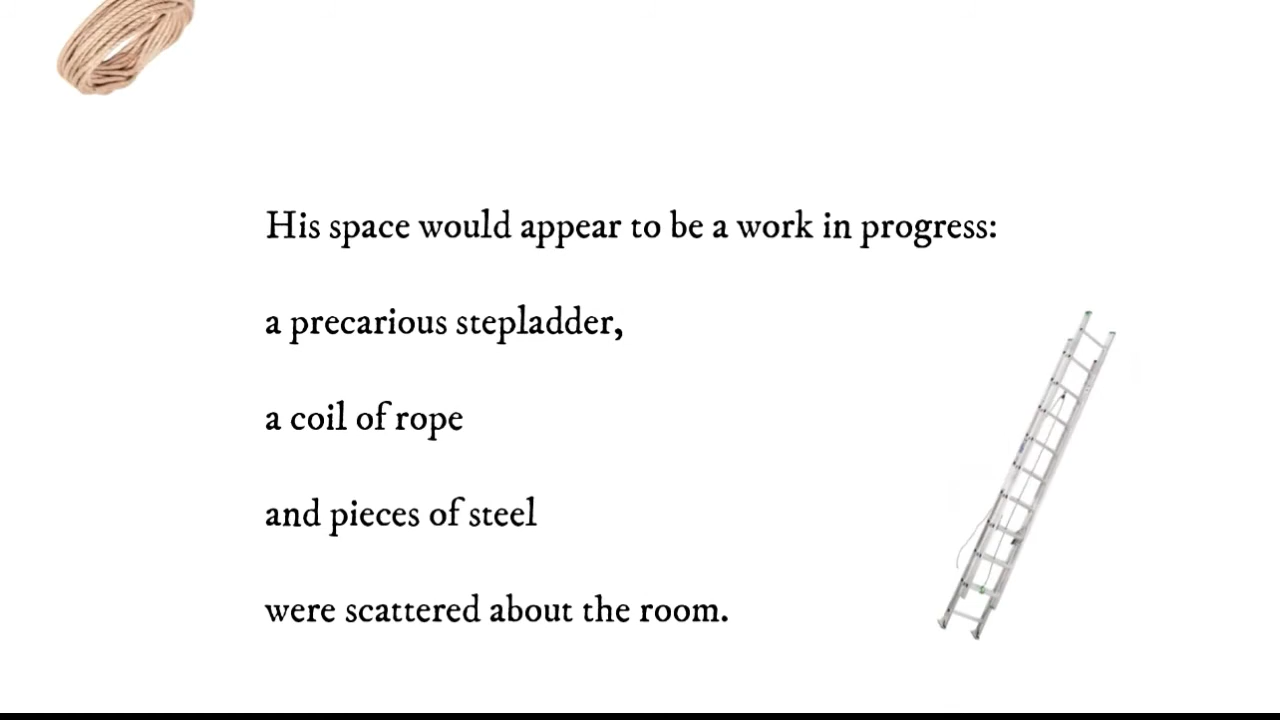 His space would appear to be a work in progress:
a precarious stepladder,
a coil of rope
and pieces of steel
were scattered about the room.